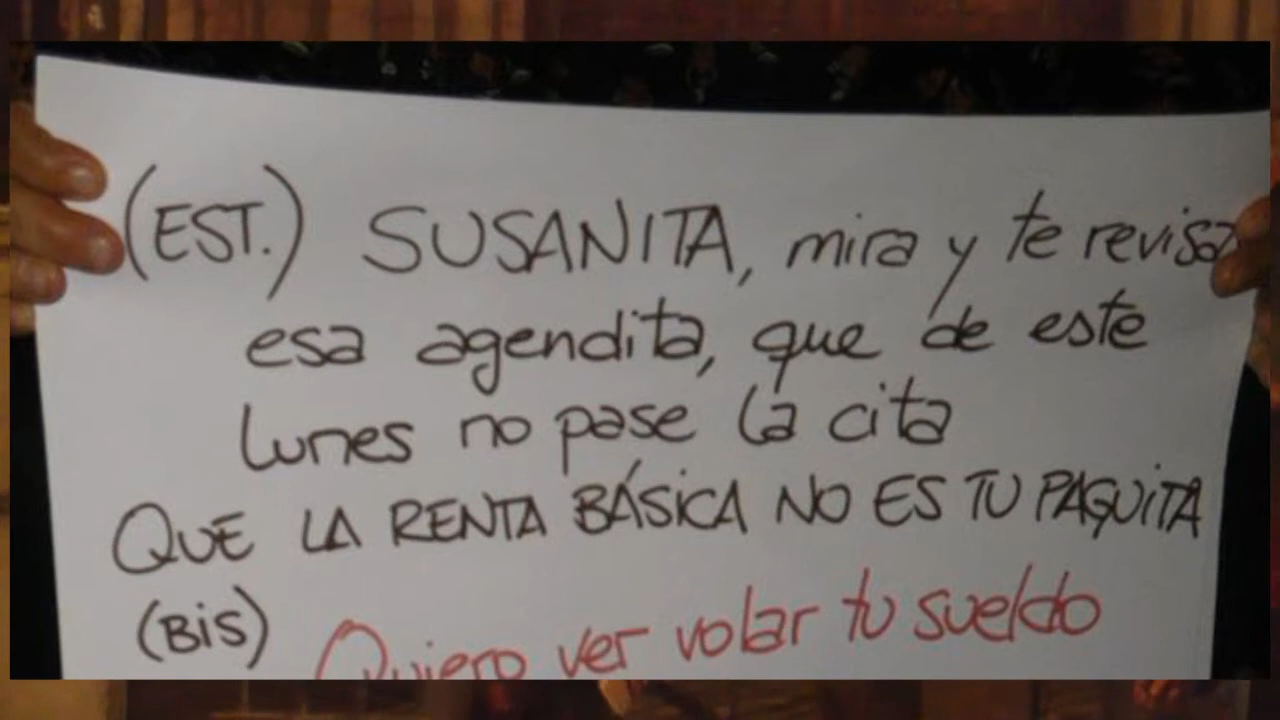 (EST.) SUSANITA, mira y te revisa
esa agendita, que de este
lunes no pase la cita
QUE LA RENTA BÁSICA NO ES TU PAQUITA
(BIS)
Quiero ver volar tu sueldo